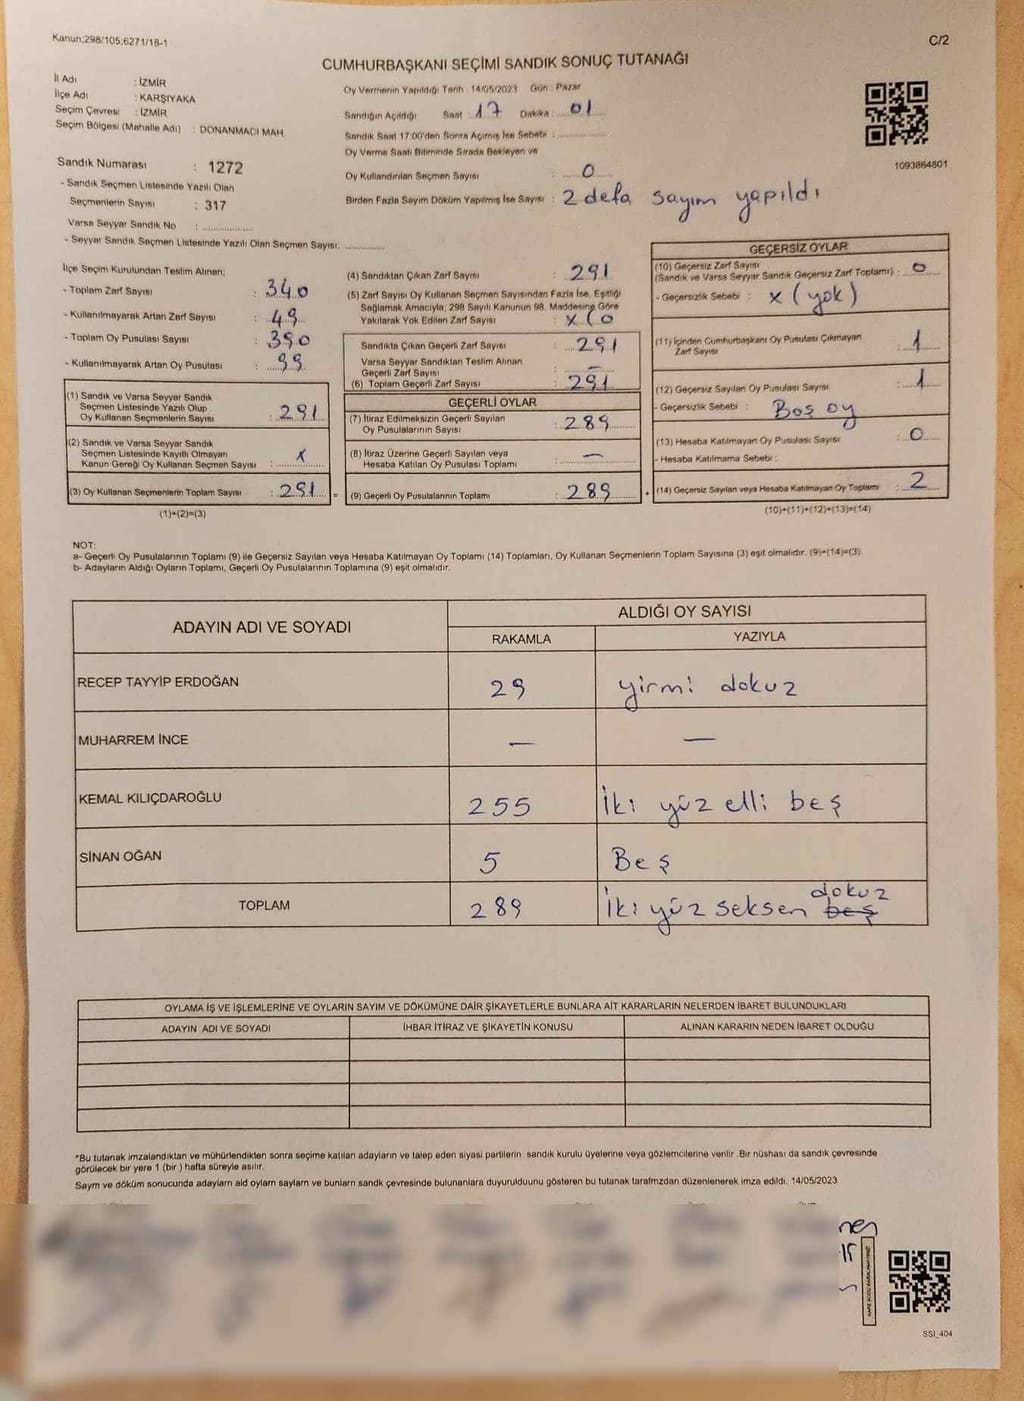 Kanun;298/105;6271/18-1
C/2
CUMHURBAŞKANI SEÇİMİ SANDIK SONUÇ TUTANAĞI
İl Adı : İZMİR
İlçe Adı : KARŞIYAKA
Seçim Çevresi : İZMİR
Seçim Bölgesi (Mahalle Adı) : DONANMACI MAH.
Sandık Numarası : 1272
- Sandık Seçmen Listesinde Yazılı Olan
Seçmenlerin Sayısı : 317
Varsa Seyyar Sandık No : ..............
- Seyyar Sandık Seçmen Listesinde Yazılı Olan Seçmen Sayısı: ..............
Oy Vermenin Yapıldığı Tarih : 14/05/2023 Gün : Pazar
Sandığın Açıldığı Saat : 17 Dakika : 01
Sandık Saat 17:00'den Sonra Açılmış İse Sebebi : ..............
Oy Verme Saati Bitiminde Sırada Bekleyen ve
Oy Kullandırılan Seçmen Sayısı : 0
Birden Fazla Sayım Döküm Yapılmış İse Sayısı : 2 defa sayım yapıldı
1093864801
İlçe Seçim Kurulundan Teslim Alınan;
- Toplam Zarf Sayısı : 340
- Kullanılmayarak Artan Zarf Sayısı : 49
- Toplam Oy Pusulası Sayısı : 390
- Kullanılmayarak Artan Oy Pusulası : 99
(1) Sandık ve Varsa Seyyar Sandık
Seçmen Listesinde Yazılı Olup
Oy Kullanan Seçmenlerin Sayısı : 291
(2) Sandık ve Varsa Seyyar Sandık
Seçmen Listesinde Kayıtlı Olmayan
Kanun Gereği Oy Kullanan Seçmen Sayısı : X
(3) Oy Kullanan Seçmenlerin Toplam Sayısı : 291 =
(1)+(2)=(3)
(4) Sandıktan Çıkan Zarf Sayısı : 291
(5) Zarf Sayısı Oy Kullanan Seçmen Sayısından Fazla İse, Eşitliği
Sağlamak Amacıyla; 298 Sayılı Kanunun 98. Maddesine Göre
Yakılarak Yok Edilen Zarf Sayısı : X (0
Sandıkta Çıkan Geçerli Zarf Sayısı : 291
Varsa Seyyar Sandıktan Teslim Alınan
Geçerli Zarf Sayısı : —
(6) Toplam Geçerli Zarf Sayısı : 291
GEÇERLİ OYLAR
(7) İtiraz Edilmeksizin Geçerli Sayılan
Oy Pusulalarının Sayısı : 289
(8) İtiraz Üzerine Geçerli Sayılan veya
Hesaba Katılan Oy Pusulası Toplamı : —
(9) Geçerli Oy Pusulalarının Toplamı : 289 +
GEÇERSİZ OYLAR
(10) Geçersiz Zarf Sayısı
(Sandık ve Varsa Seyyar Sandık Geçersiz Zarf Toplamı) : 0
- Geçersizlik Sebebi : X (yok)
(11) İçinden Cumhurbaşkanı Oy Pusulası Çıkmayan
Zarf Sayısı : 1
(12) Geçersiz Sayılan Oy Pusulası Sayısı : 1
- Geçersizlik Sebebi : Boş oy
(13) Hesaba Katılmayan Oy Pusulası Sayısı : 0
- Hesaba Katılmama Sebebi :
(14) Geçersiz Sayılan veya Hesaba Katılmayan Oy Toplamı : 2
(10)+(11)+(12)+(13)=(14)
NOT:
a- Geçerli Oy Pusulalarının Toplamı (9) ile Geçersiz Sayılan veya Hesaba Katılmayan Oy Toplamı (14) Toplamları, Oy Kullanan Seçmenlerin Toplam Sayısına (3) eşit olmalıdır. (9)+(14)=(3)
b- Adayların Aldığı Oyların Toplamı, Geçerli Oy Pusulalarının Toplamına (9) eşit olmalıdır.
ADAYIN ADI VE SOYADI
ALDIĞI OY SAYISI
RAKAMLA YAZIYLA
RECEP TAYYİP ERDOĞAN 29 yirmi dokuz
MUHARREM İNCE — —
KEMAL KILIÇDAROĞLU 255 İki yüz elli beş
SİNAN OĞAN 5 Beş
TOPLAM 289 İki yüz seksen beş dokuz
OYLAMA İŞ VE İŞLEMLERİNE VE OYLARIN SAYIM VE DÖKÜMÜNE DAİR ŞİKAYETLERLE BUNLARA AİT KARARLARIN NELERDEN İBARET BULUNDUKLARI
ADAYIN ADI VE SOYADI İHBAR İTİRAZ VE ŞİKAYETİN KONUSU ALINAN KARARIN NEDEN İBARET OLDUĞU
*Bu tutanak imzalandıktan ve mühürlendikten sonra seçime katılan adayların ve talep eden siyasi partilerin sandık kurulu üyelerine veya gözlemcilerine verilir .Bir nüshası da sandık çevresinde
görülecek bir yere 1 (bir ) hafta süreyle asılır.
Sayım ve döküm sonucunda adayların ald oyların sayların ve bunların sandk çevresinde bulunanlara duyurulduunu gösteren bu tutanak tarafmzdan düzenlenerek imza edildi. 14/05/2023
SSI_404